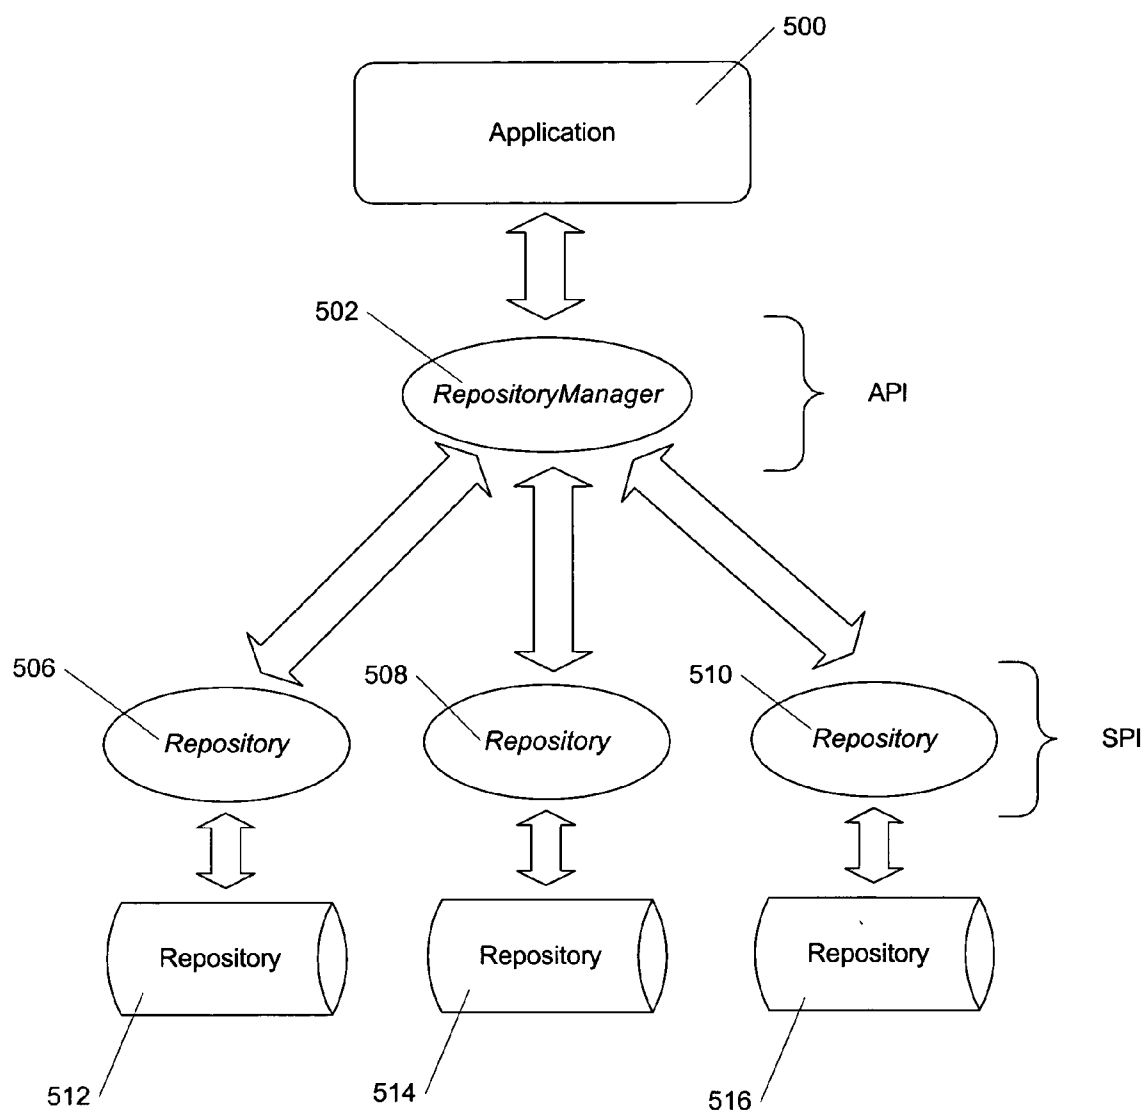 500
Application
502
RepositoryManager
API
506
508
510
Repository
Repository
Repository
SPI
Repository
Repository
Repository
512
514
516